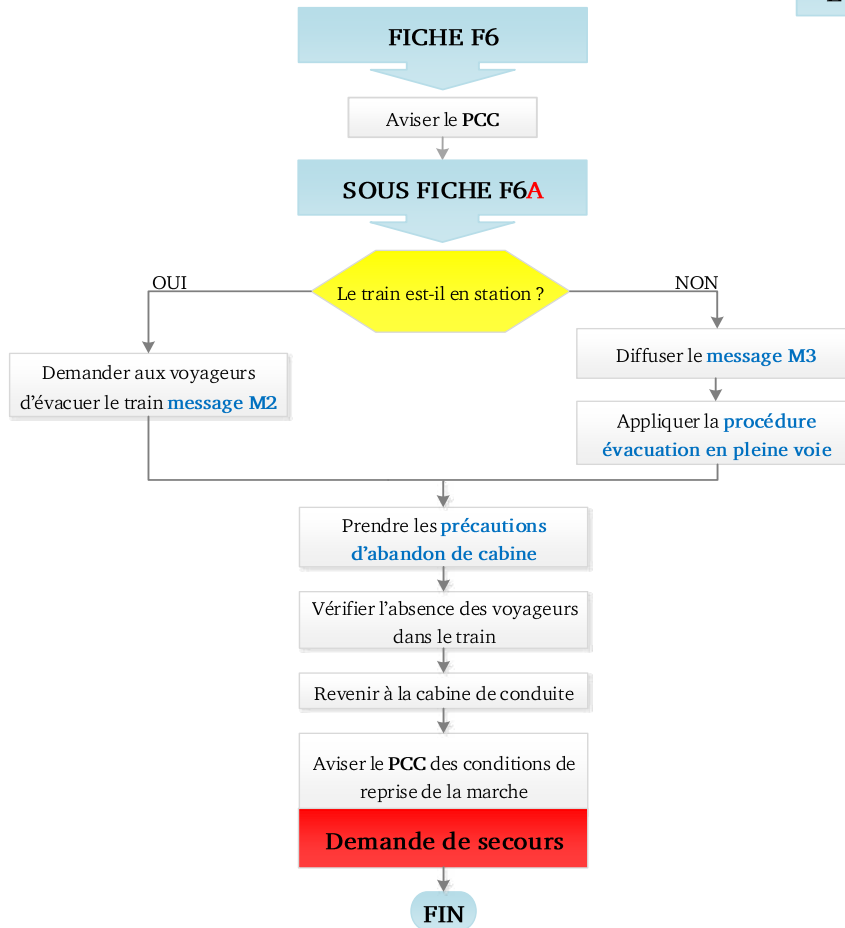 FICHE F6
Aviser le PCC
SOUS FICHE F6A
Le train est-il en station ?
OUI
NON
Demander aux voyageurs
d’évacuer le train message M2
Diffuser le message M3
Appliquer la procédure
évacuation en pleine voie
Prendre les précautions
d’abandon de cabine
Vérifier l’absence des voyageurs
dans le train
Revenir à la cabine de conduite
Aviser le PCC des conditions de
reprise de la marche
Demande de secours
FIN